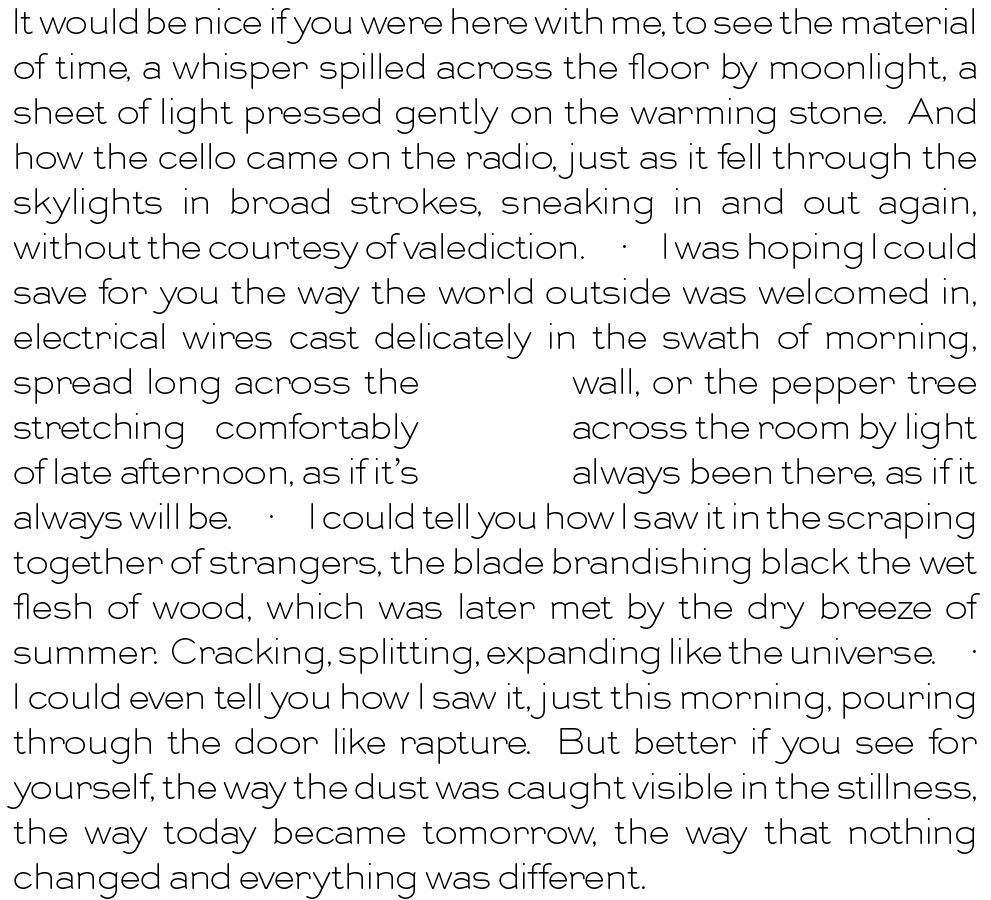 It would be nice if you were here with me, to see the material
of time, a whisper spilled across the floor by moonlight, a
sheet of light pressed gently on the warming stone. And
how the cello came on the radio, just as it fell through the
skylights in broad strokes, sneaking in and out again,
without the courtesy of valediction. · I was hoping I could
save for you the way the world outside was welcomed in,
electrical wires cast delicately in the swath of morning,
spread long across the wall, or the pepper tree
stretching comfortably across the room by light
of late afternoon, as if it’s always been there, as if it
always will be. · I could tell you how I saw it in the scraping
together of strangers, the blade brandishing black the wet
flesh of wood, which was later met by the dry breeze of
summer. Cracking, splitting, expanding like the universe. ·
I could even tell you how I saw it, just this morning, pouring
through the door like rapture. But better if you see for
yourself, the way the dust was caught visible in the stillness,
the way today became tomorrow, the way that nothing
changed and everything was different.